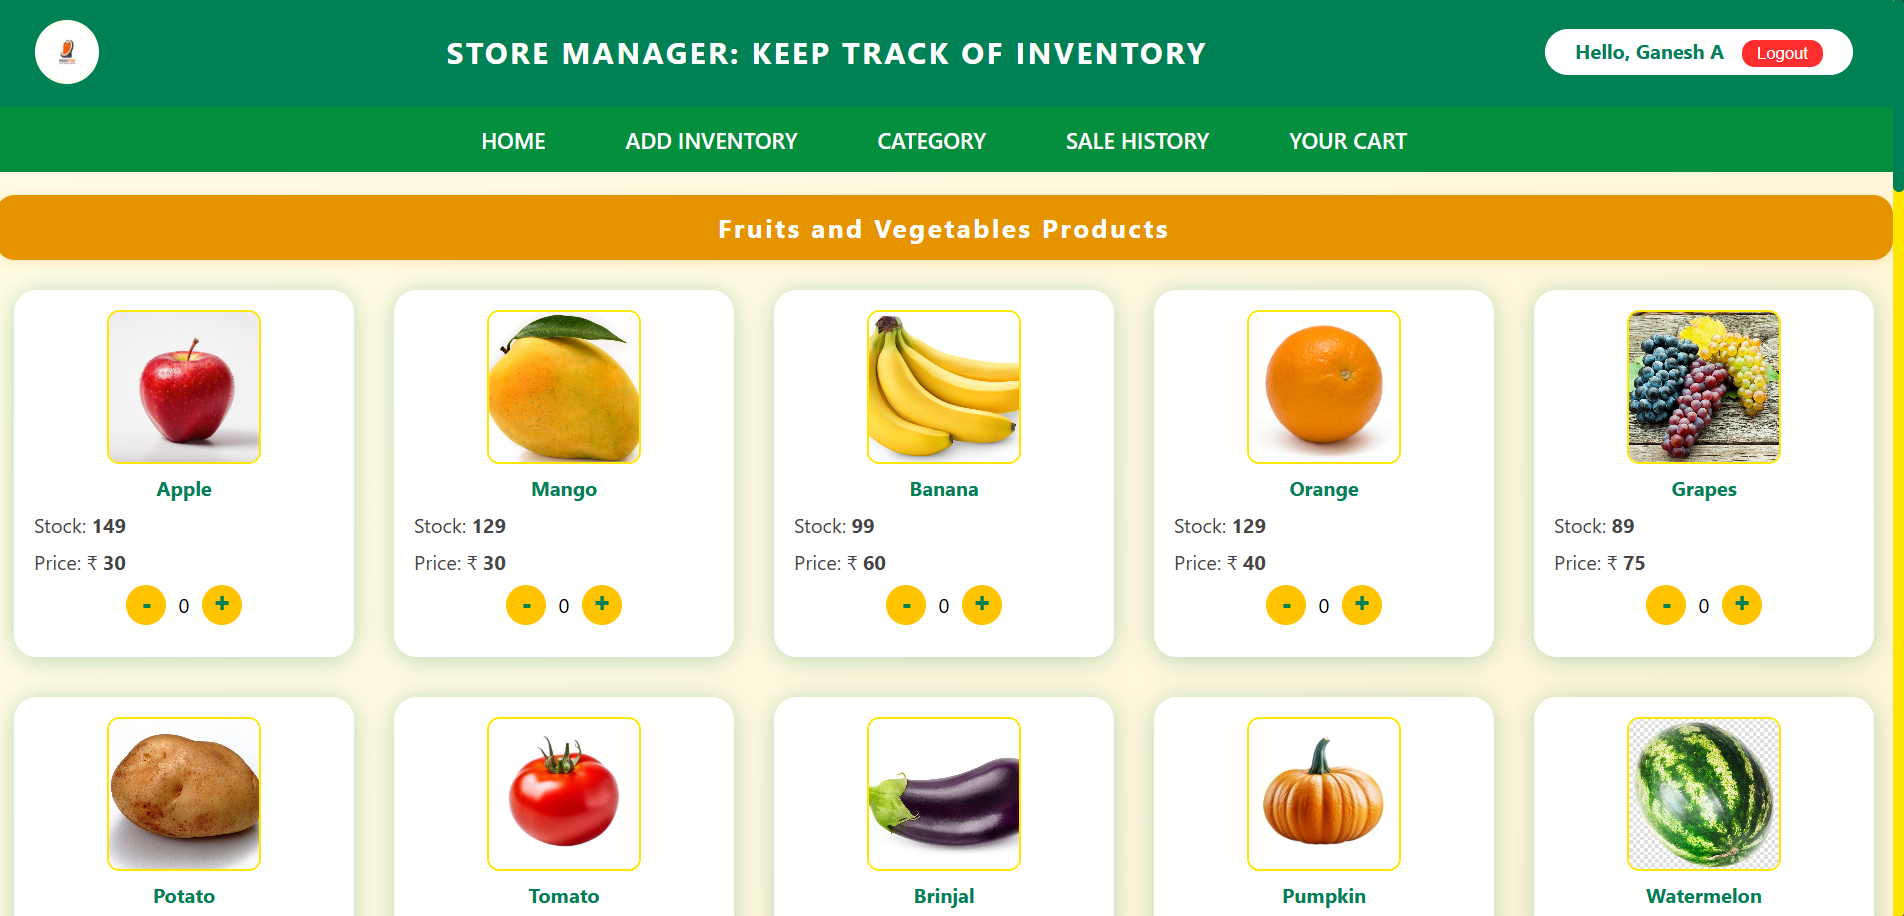 STORE MANAGER: KEEP TRACK OF INVENTORY
Hello, Ganesh A Logout
HOME ADD INVENTORY CATEGORY SALE HISTORY YOUR CART
Fruits and Vegetables Products
Apple Mango Banana Orange Grapes
Stock: 149 Stock: 129 Stock: 99 Stock: 129 Stock: 89
Price: ₹ 30 Price: ₹ 30 Price: ₹ 60 Price: ₹ 40 Price: ₹ 75
- 0 + - 0 + - 0 + - 0 + - 0 +
Potato Tomato Brinjal Pumpkin Watermelon